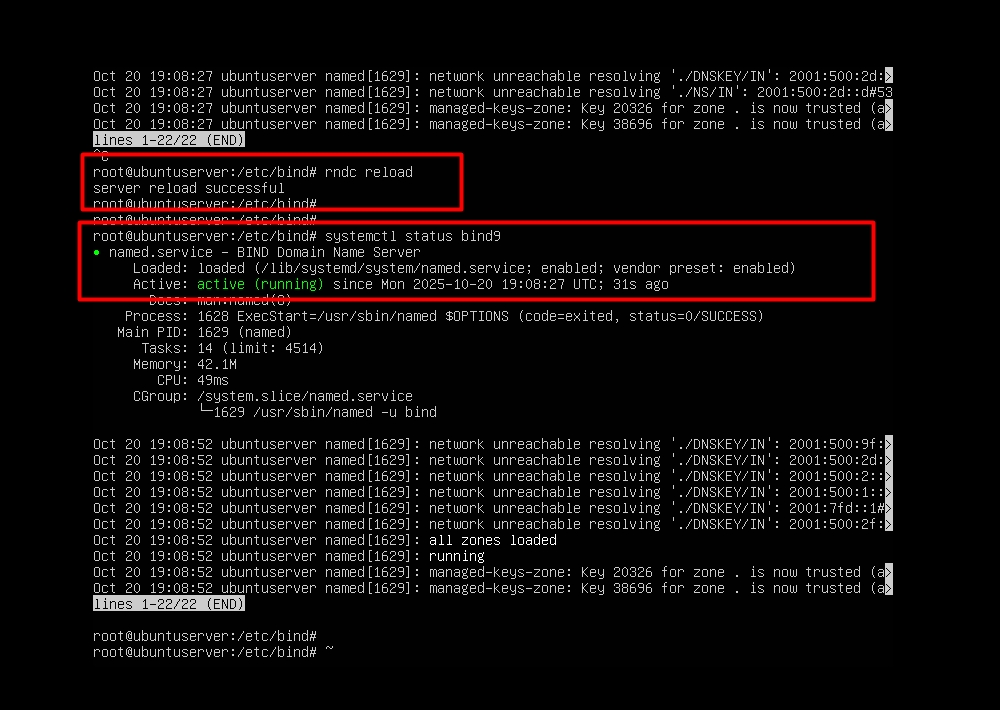 Oct 20 19:08:27 ubuntuserver named[1629]: network unreachable resolving './DNSKEY/IN': 2001:500:2d:>
Oct 20 19:08:27 ubuntuserver named[1629]: network unreachable resolving './NS/IN': 2001:500:2d::d#53
Oct 20 19:08:27 ubuntuserver named[1629]: managed-keys-zone: Key 20326 for zone . is now trusted (a>
Oct 20 19:08:27 ubuntuserver named[1629]: managed-keys-zone: Key 38696 for zone . is now trusted (a>
lines 1-22/22 (END)
^C
root@ubuntuserver:/etc/bind# rndc reload
server reload successful
root@ubuntuserver:/etc/bind#
root@ubuntuserver:/etc/bind#
root@ubuntuserver:/etc/bind# systemctl status bind9
● named.service - BIND Domain Name Server
Loaded: loaded (/lib/systemd/system/named.service; enabled; vendor preset: enabled)
Active: active (running) since Mon 2025-10-20 19:08:27 UTC; 31s ago
Docs: man:named(8)
Process: 1628 ExecStart=/usr/sbin/named $OPTIONS (code=exited, status=0/SUCCESS)
Main PID: 1629 (named)
Tasks: 14 (limit: 4514)
Memory: 42.1M
CPU: 49ms
CGroup: /system.slice/named.service
└─1629 /usr/sbin/named -u bind
Oct 20 19:08:52 ubuntuserver named[1629]: network unreachable resolving './DNSKEY/IN': 2001:500:9f:>
Oct 20 19:08:52 ubuntuserver named[1629]: network unreachable resolving './DNSKEY/IN': 2001:500:2d:>
Oct 20 19:08:52 ubuntuserver named[1629]: network unreachable resolving './DNSKEY/IN': 2001:500:2::>
Oct 20 19:08:52 ubuntuserver named[1629]: network unreachable resolving './DNSKEY/IN': 2001:500:1::>
Oct 20 19:08:52 ubuntuserver named[1629]: network unreachable resolving './DNSKEY/IN': 2001:7fd::1#>
Oct 20 19:08:52 ubuntuserver named[1629]: network unreachable resolving './DNSKEY/IN': 2001:500:2f:>
Oct 20 19:08:52 ubuntuserver named[1629]: all zones loaded
Oct 20 19:08:52 ubuntuserver named[1629]: running
Oct 20 19:08:52 ubuntuserver named[1629]: managed-keys-zone: Key 20326 for zone . is now trusted (a>
Oct 20 19:08:52 ubuntuserver named[1629]: managed-keys-zone: Key 38696 for zone . is now trusted (a>
lines 1-22/22 (END)
root@ubuntuserver:/etc/bind#
root@ubuntuserver:/etc/bind# ~